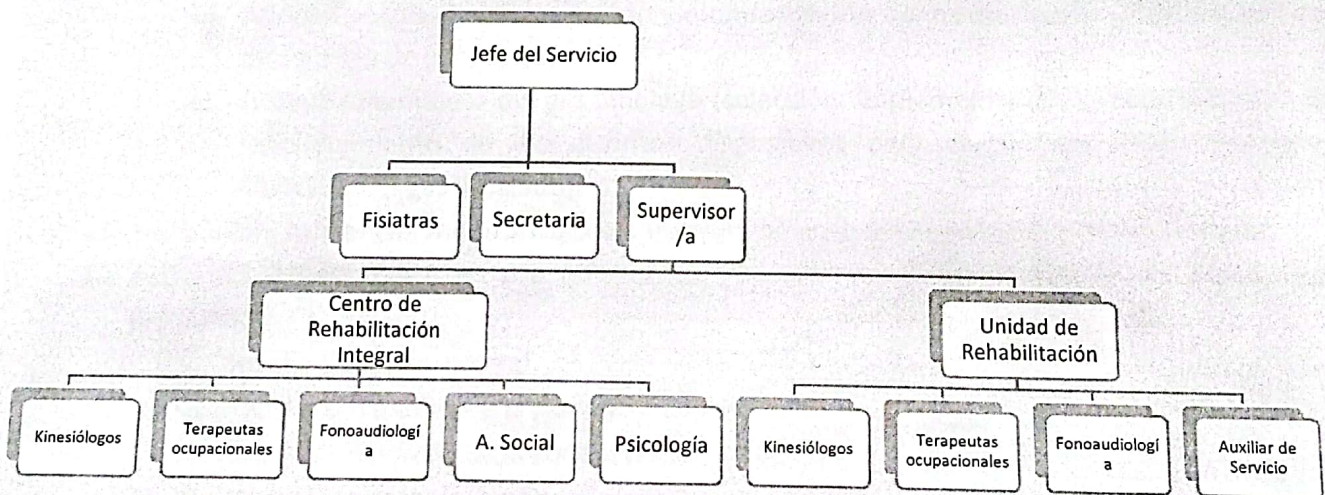 Jefe del Servicio
Fisiatras
Secretaria
Supervisor
/a
Centro de
Rehabilitación
Integral
Unidad de
Rehabilitación
Kinesiólogos
Terapeutas
ocupacionales
Fonoaudiologí
a
A. Social
Psicología
Kinesiólogos
Terapeutas
ocupacionales
Fonoaudiologí
a
Auxiliar de
Servicio